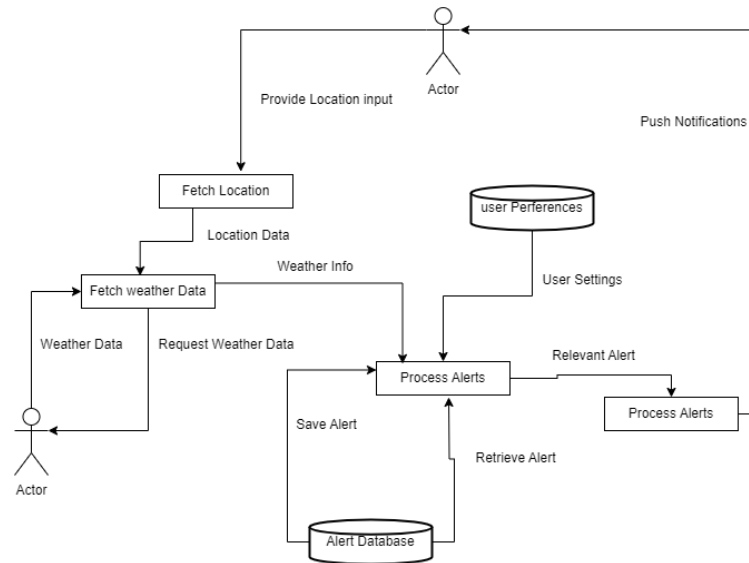 Actor
Provide Location input
Push Notifications
Fetch Location
user Perferences
Location Data
Weather Info
User Settings
Fetch weather Data
Weather Data
Request Weather Data
Relevant Alert
Process Alerts
Process Alerts
Save Alert
Retrieve Alert
Actor
Alert Database